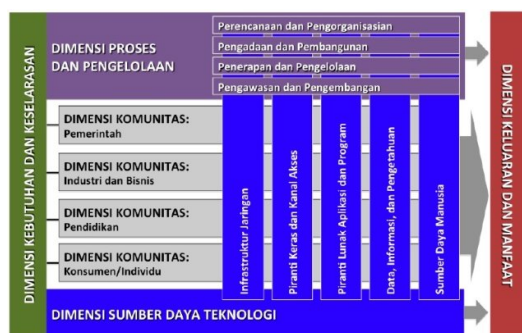 DIMENSI KEBUTUHAN DAN KESELARASAN
DIMENSI PROSES
DAN PENGELOLAAN
Perencanaan dan Pengorganisasian
Pengadaan dan Pembangunan
Penerapan dan Pengelolaan
Pengawasan dan Pengembangan
DIMENSI KOMUNITAS:
Pemerintah
DIMENSI KOMUNITAS:
Industri dan Bisnis
DIMENSI KOMUNITAS:
Pendidikan
DIMENSI KOMUNITAS:
Konsumen/Individu
Infrastruktur Jaringan
Piranti Keras dan Kanal Akses
Piranti Lunak Aplikasi dan Program
Data, Informasi, dan Pengetahuan
Sumber Daya Manusia
DIMENSI SUMBER DAYA TEKNOLOGI
DIMENSI KELUARAN DAN MANFAAT